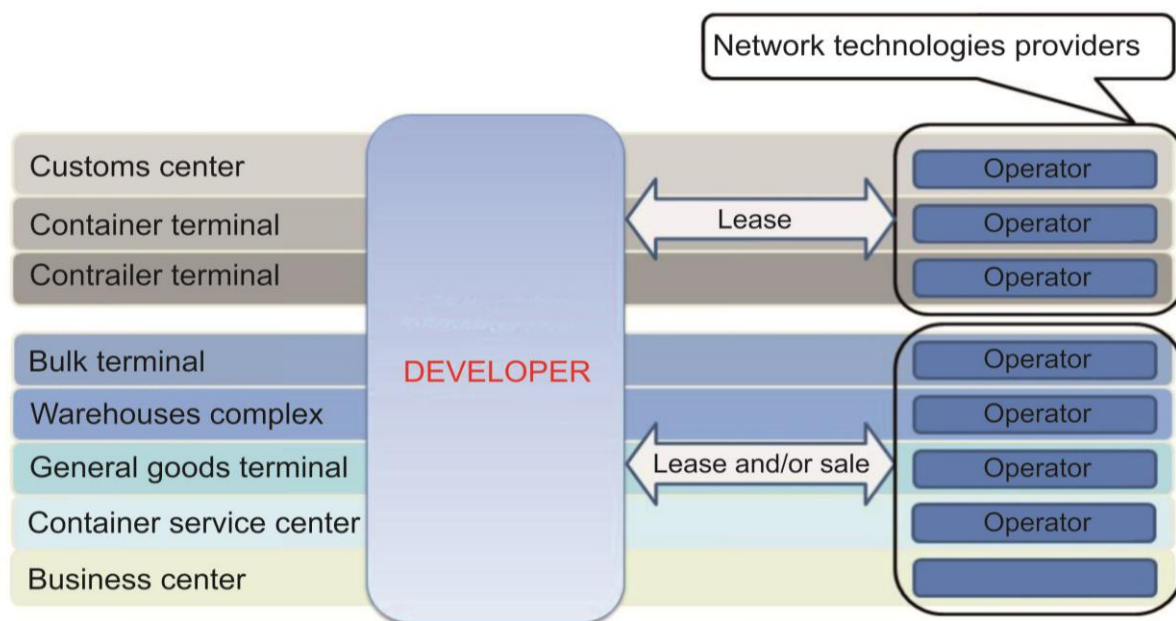 Network technologies providers
Customs center
Operator
Container terminal
Lease
Operator
Contrailer terminal
Operator
Bulk terminal
DEVELOPER
Operator
Warehouses complex
Operator
General goods terminal
Lease and/or sale
Operator
Container service center
Operator
Business center